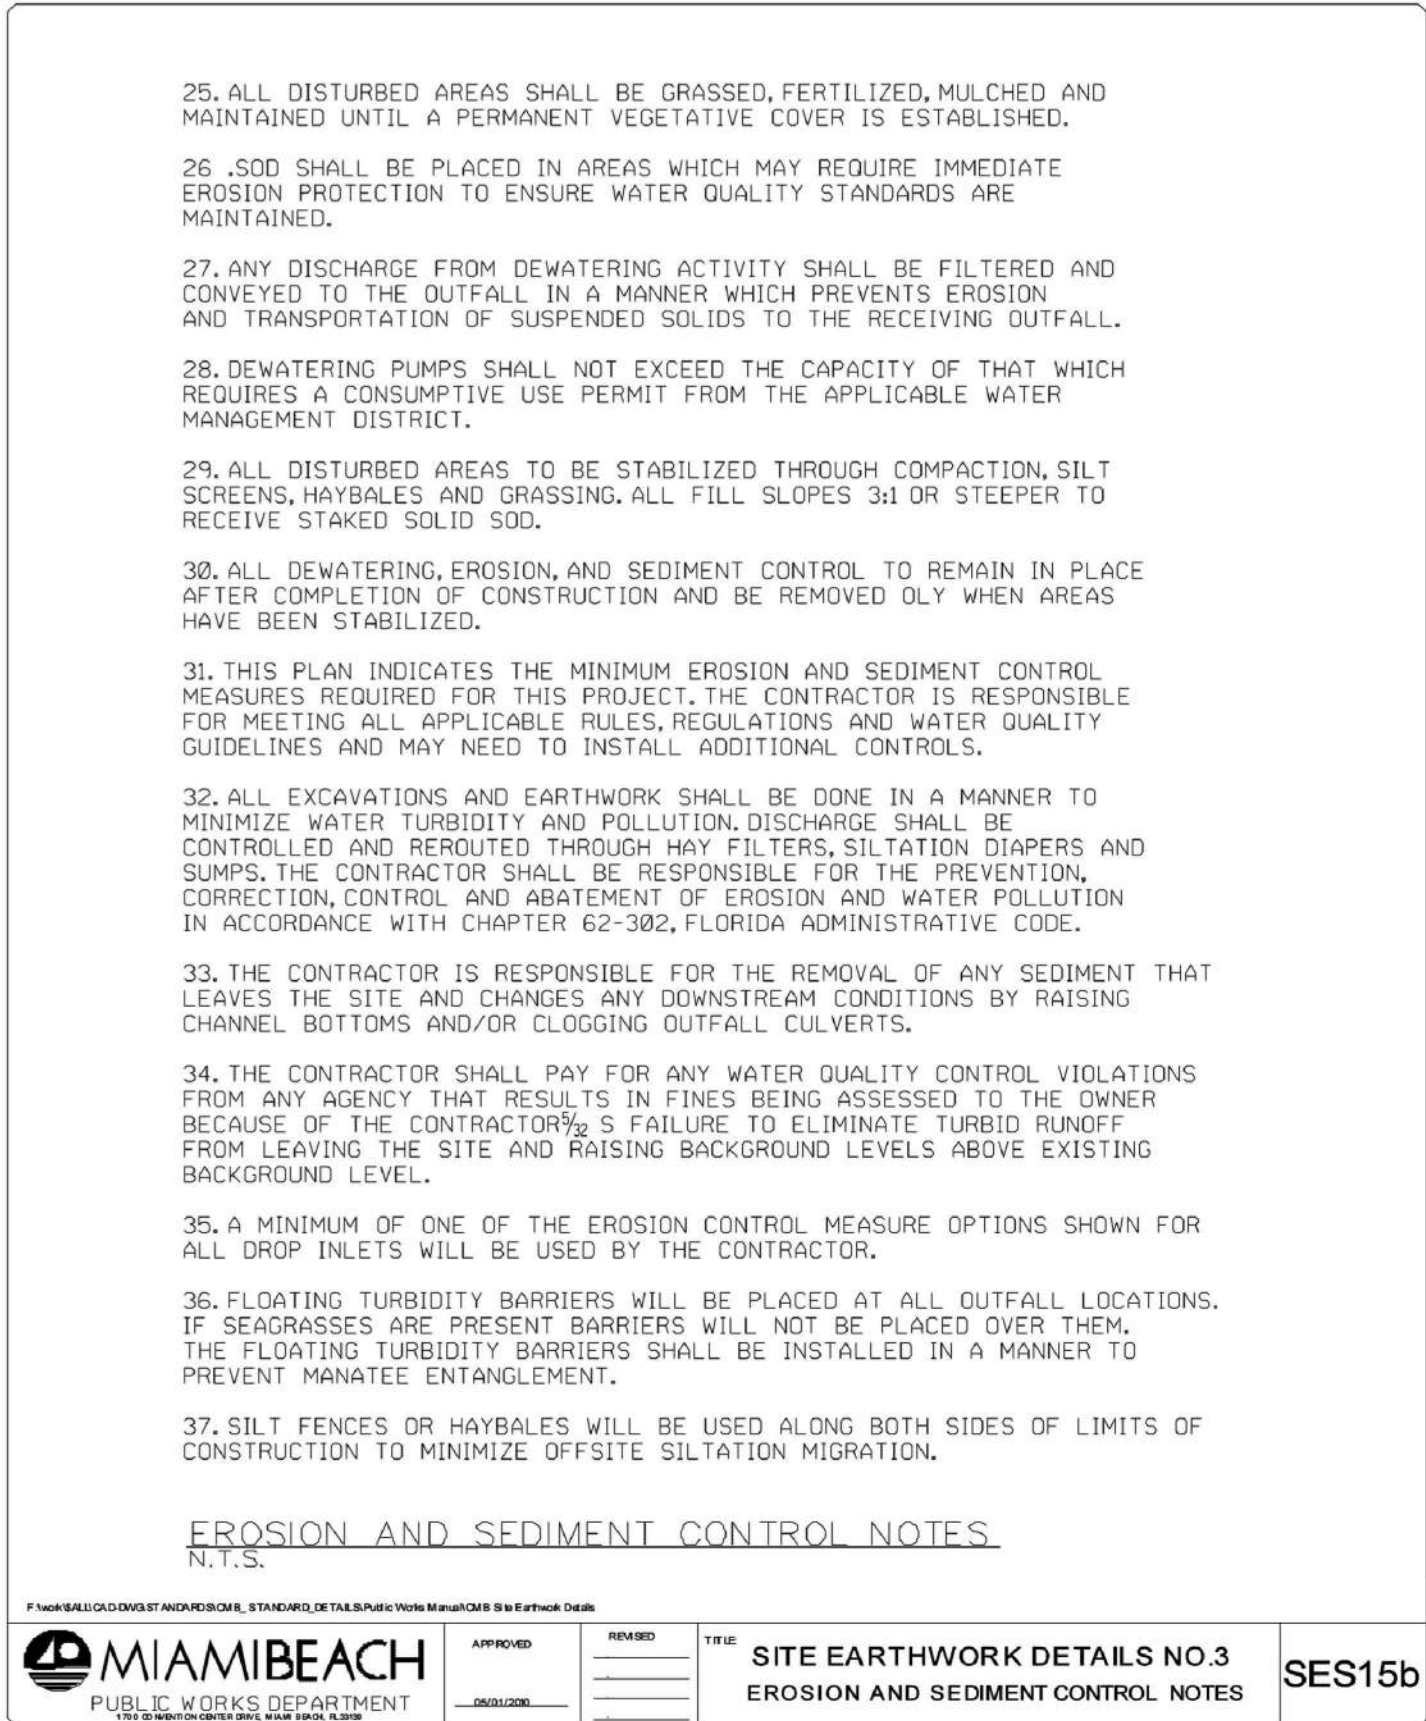 25. ALL DISTURBED AREAS SHALL BE GRASSED, FERTILIZED, MULCHED AND
MAINTAINED UNTIL A PERMANENT VEGETATIVE COVER IS ESTABLISHED.
26 .SOD SHALL BE PLACED IN AREAS WHICH MAY REQUIRE IMMEDIATE
EROSION PROTECTION TO ENSURE WATER QUALITY STANDARDS ARE
MAINTAINED.
27. ANY DISCHARGE FROM DEWATERING ACTIVITY SHALL BE FILTERED AND
CONVEYED TO THE OUTFALL IN A MANNER WHICH PREVENTS EROSION
AND TRANSPORTATION OF SUSPENDED SOLIDS TO THE RECEIVING OUTFALL.
28. DEWATERING PUMPS SHALL NOT EXCEED THE CAPACITY OF THAT WHICH
REQUIRES A CONSUMPTIVE USE PERMIT FROM THE APPLICABLE WATER
MANAGEMENT DISTRICT.
29. ALL DISTURBED AREAS TO BE STABILIZED THROUGH COMPACTION, SILT
SCREENS, HAYBALES AND GRASSING. ALL FILL SLOPES 3:1 OR STEEPER TO
RECEIVE STAKED SOLID SOD.
30. ALL DEWATERING, EROSION, AND SEDIMENT CONTROL TO REMAIN IN PLACE
AFTER COMPLETION OF CONSTRUCTION AND BE REMOVED OLY WHEN AREAS
HAVE BEEN STABILIZED.
31. THIS PLAN INDICATES THE MINIMUM EROSION AND SEDIMENT CONTROL
MEASURES REQUIRED FOR THIS PROJECT. THE CONTRACTOR IS RESPONSIBLE
FOR MEETING ALL APPLICABLE RULES, REGULATIONS AND WATER QUALITY
GUIDELINES AND MAY NEED TO INSTALL ADDITIONAL CONTROLS.
32. ALL EXCAVATIONS AND EARTHWORK SHALL BE DONE IN A MANNER TO
MINIMIZE WATER TURBIDITY AND POLLUTION. DISCHARGE SHALL BE
CONTROLLED AND REROUTED THROUGH HAY FILTERS, SILTATION DIAPERS AND
SUMPS. THE CONTRACTOR SHALL BE RESPONSIBLE FOR THE PREVENTION,
CORRECTION, CONTROL AND ABATEMENT OF EROSION AND WATER POLLUTION
IN ACCORDANCE WITH CHAPTER 62-302, FLORIDA ADMINISTRATIVE CODE.
33. THE CONTRACTOR IS RESPONSIBLE FOR THE REMOVAL OF ANY SEDIMENT THAT
LEAVES THE SITE AND CHANGES ANY DOWNSTREAM CONDITIONS BY RAISING
CHANNEL BOTTOMS AND/OR CLOGGING OUTFALL CULVERTS.
34. THE CONTRACTOR SHALL PAY FOR ANY WATER QUALITY CONTROL VIOLATIONS
FROM ANY AGENCY THAT RESULTS IN FINES BEING ASSESSED TO THE OWNER
BECAUSE OF THE CONTRACTOR5/32 S FAILURE TO ELIMINATE TURBID RUNOFF
FROM LEAVING THE SITE AND RAISING BACKGROUND LEVELS ABOVE EXISTING
BACKGROUND LEVEL.
35. A MINIMUM OF ONE OF THE EROSION CONTROL MEASURE OPTIONS SHOWN FOR
ALL DROP INLETS WILL BE USED BY THE CONTRACTOR.
36. FLOATING TURBIDITY BARRIERS WILL BE PLACED AT ALL OUTFALL LOCATIONS.
IF SEAGRASSES ARE PRESENT BARRIERS WILL NOT BE PLACED OVER THEM.
THE FLOATING TURBIDITY BARRIERS SHALL BE INSTALLED IN A MANNER TO
PREVENT MANATEE ENTANGLEMENT.
37. SILT FENCES OR HAYBALES WILL BE USED ALONG BOTH SIDES OF LIMITS OF
CONSTRUCTION TO MINIMIZE OFFSITE SILTATION MIGRATION.
EROSION AND SEDIMENT CONTROL NOTES
N.T.S.
F:\work\$ALL\CAD-DWG\STANDARDS\CMB_STANDARD_DETAILS\Public Works Manual\CMB Site Earthwork Details
MIAMIBEACH
PUBLIC WORKS DEPARTMENT
1700 CONVENTION CENTER DRIVE, MIAMI BEACH, FL 33139
APPROVED
05/01/2010
REVISED
TITLE
SITE EARTHWORK DETAILS NO.3
EROSION AND SEDIMENT CONTROL NOTES
SES15b